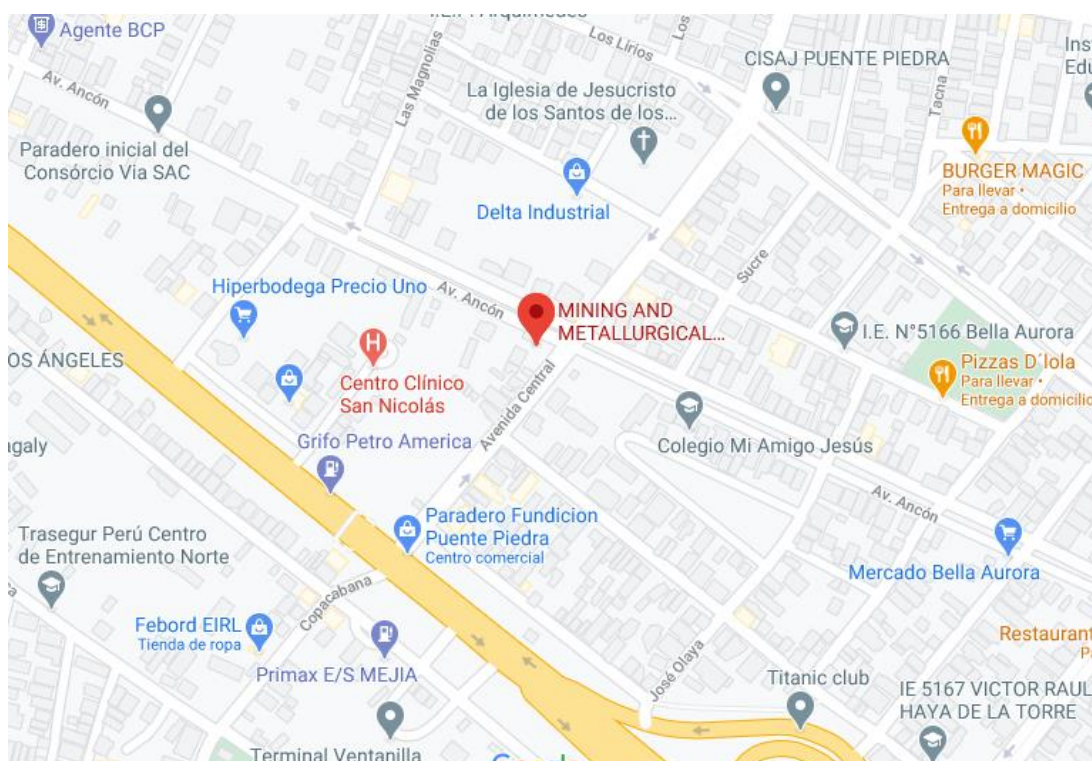 Agente BCP
I.E.P. Arquímedes
Los Lirios
Los
CISAJ PUENTE PIEDRA
Av. Ancón
Las Magnolias
La Iglesia de Jesucristo
de los Santos de los...
Tacna
Paradero inicial del
Consórcio Via SAC
BURGER MAGIC
Para llevar •
Entrega a domicilio
Delta Industrial
Sucre
Hiperbodega Precio Uno
Av. Ancón
MINING AND
METALLURGICAL...
I.E. N°5166 Bella Aurora
OS ÁNGELES
Centro Clínico
San Nicolás
Pizzas D´lola
Para llevar •
Entrega a domicilio
Avenida Central
Grifo Petro America
Colegio Mi Amigo Jesús
agaly
Av. Ancón
Paradero Fundicion
Puente Piedra
Centro comercial
Trasegur Perú Centro
de Entrenamiento Norte
Mercado Bella Aurora
Copacabana
Febord EIRL
Tienda de ropa
Restaurant
Primax E/S MEJIA
José Olaya
Titanic club
IE 5167 VICTOR RAUL
HAYA DE LA TORRE
Terminal Ventanilla
Google